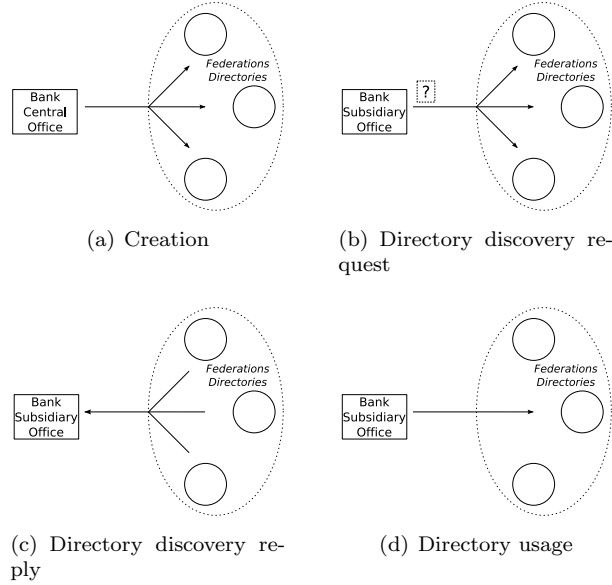 Federations
Directories
Bank
Central
Office
(a) Creation
Federations
Directories
?
Bank
Subsidiary
Office
(b) Directory discovery re-
quest
Federations
Directories
Bank
Subsidiary
Office
(c) Directory discovery re-
ply
Federations
Directories
Bank
Subsidiary
Office
(d) Directory usage